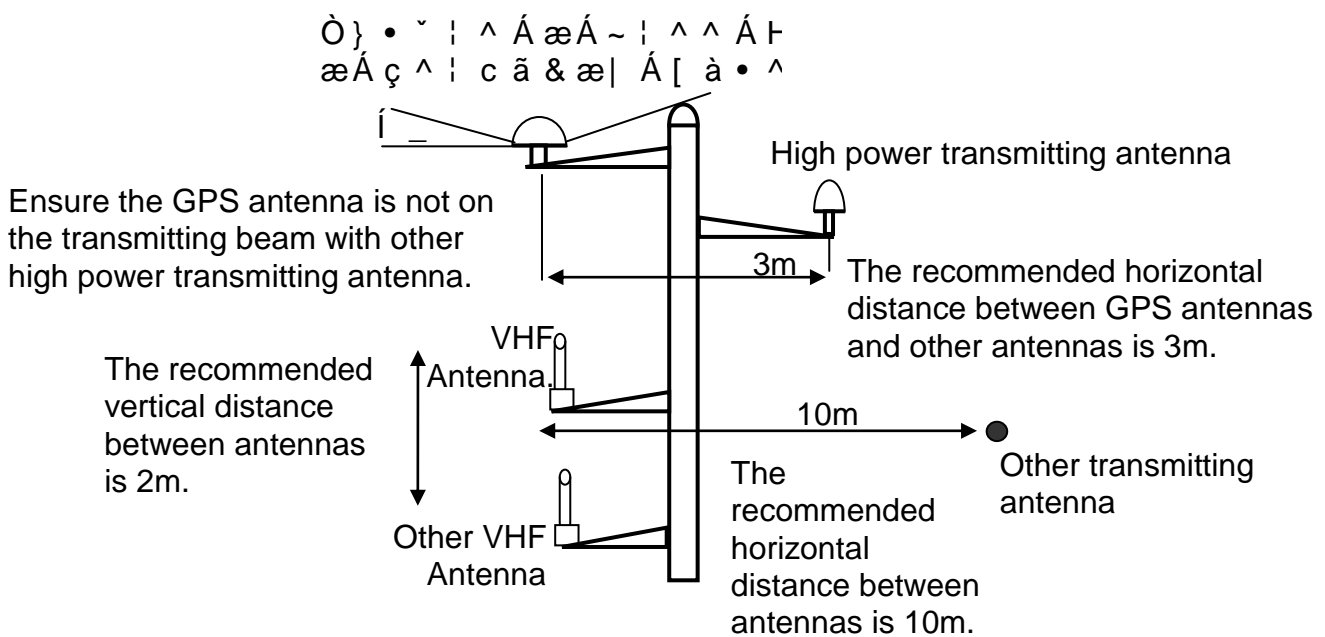 Ò } • ˇ ¦ ^ Á æÁ ~ ¦ ^ ^ Á
æÁ ç ^ ¦ c ã & æ| Á [ à • ^
Í _
High power transmitting antenna
Ensure the GPS antenna is not on
the transmitting beam with other
high power transmitting antenna.
3m
The recommended horizontal
distance between GPS antennas
and other antennas is 3m.
VHF
Antenna.
The recommended
vertical distance
between antennas
is 2m.
10m
Other transmitting
antenna
The
recommended
horizontal
distance between
antennas is 10m.
Other VHF
Antenna